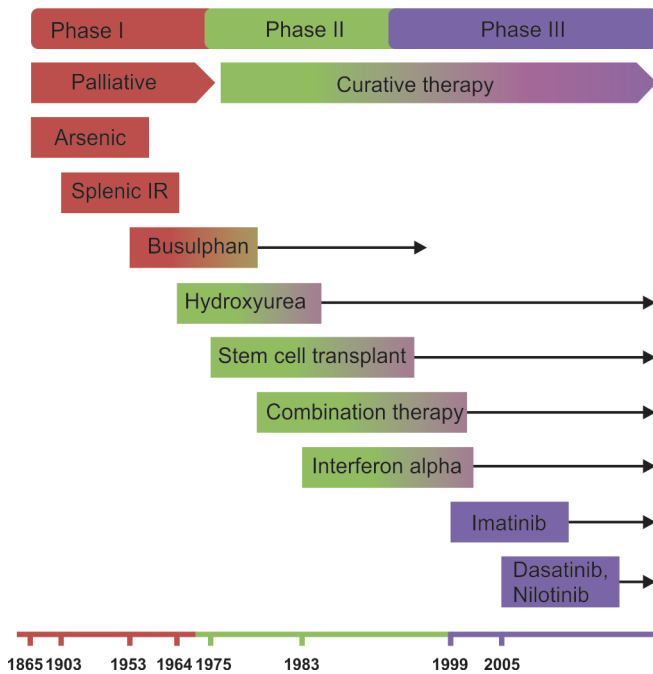 Phase I
Phase II
Phase III
Palliative
Curative therapy
Arsenic
Splenic IR
Busulphan
Hydroxyurea
Stem cell transplant
Combination therapy
Interferon alpha
Imatinib
Dasatinib,
Nilotinib
1865 1903 1953 1964 1975 1983 1999 2005